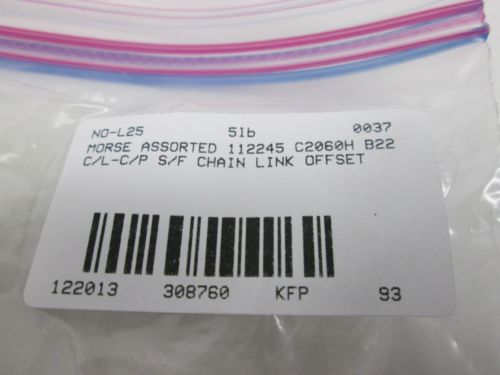 NO-L25 5lb 0037
MORSE ASSORTED 112245 C2060H B22
C/L-C/P S/F CHAIN LINK OFFSET
122013 308760 KFP 93